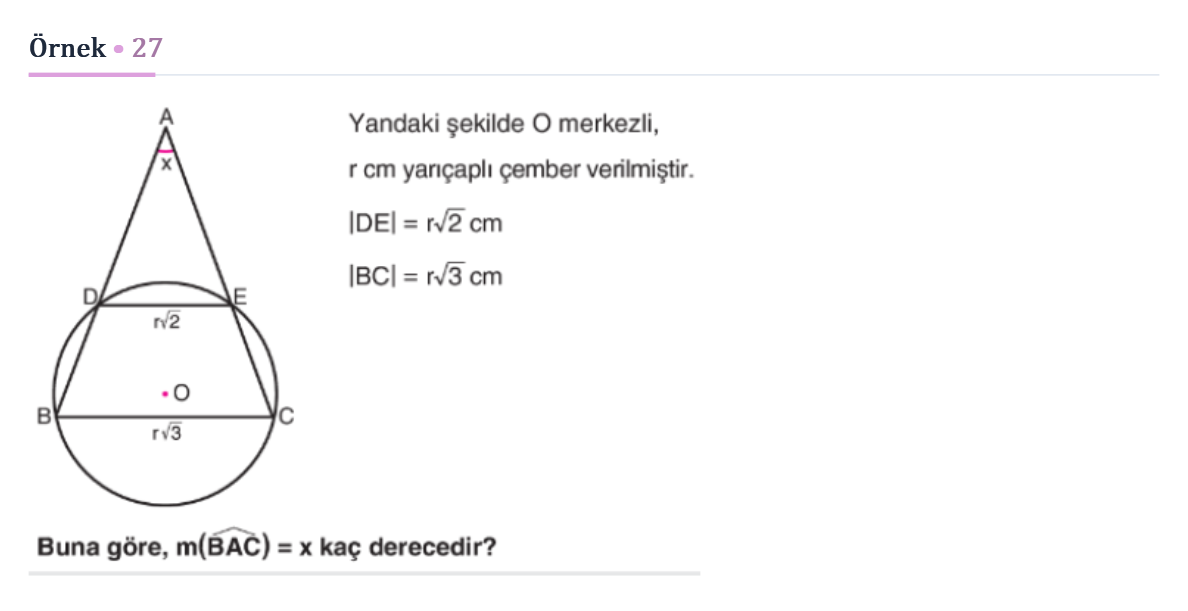 Örnek • 27
A
x
D
E
r√2
O
B
C
r√3
Yandaki şekilde O merkezli,
r cm yarıçaplı çember verilmiştir.
|DE| = r√2 cm
|BC| = r√3 cm
Buna göre, m(BAC) = x kaç derecedir?